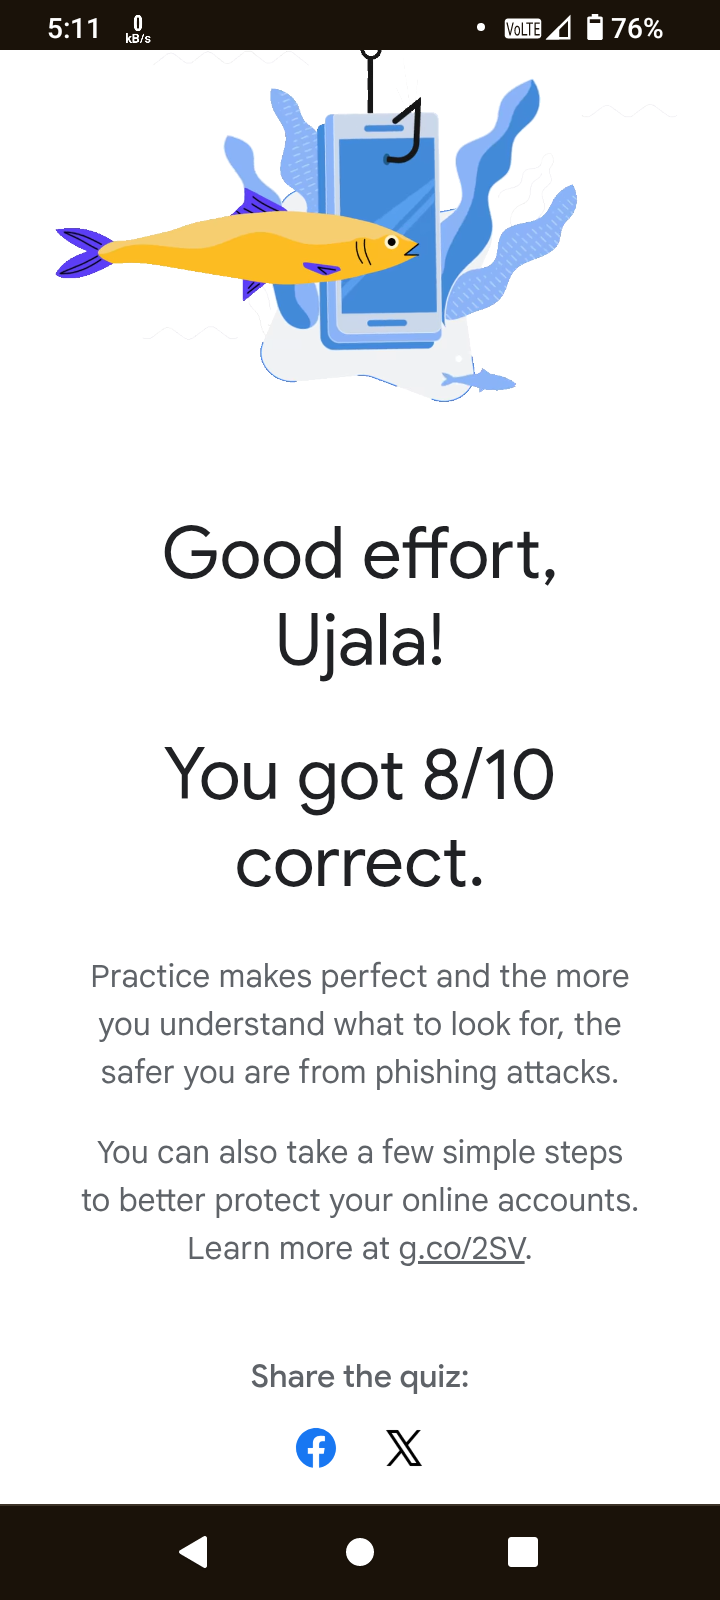 5:11 0 kB/s VoLTE 76%
Good effort,
Ujala!
You got 8/10
correct.
Practice makes perfect and the more
you understand what to look for, the
safer you are from phishing attacks.
You can also take a few simple steps
to better protect your online accounts.
Learn more at g.co/2SV.
Share the quiz: